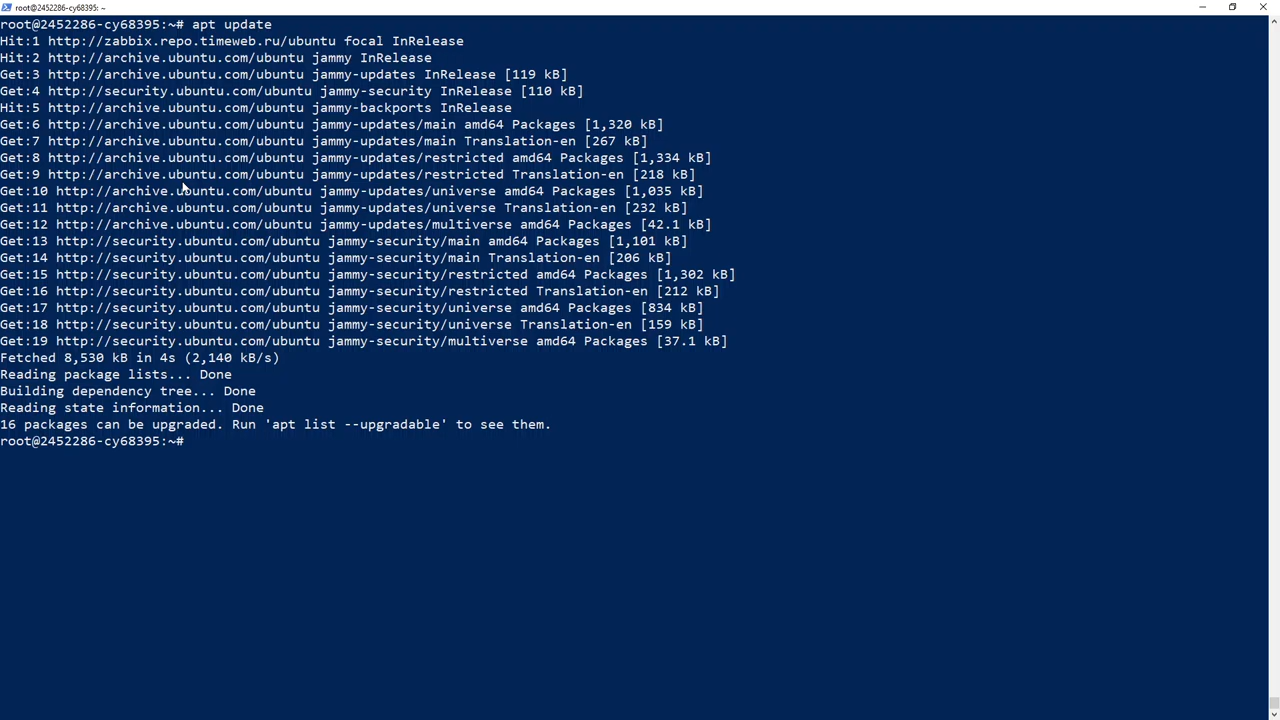 root@2452286-cy68395: ~
root@2452286-cy68395:~# apt update
Hit:1 http://zabbix.repo.timeweb.ru/ubuntu focal InRelease
Hit:2 http://archive.ubuntu.com/ubuntu jammy InRelease
Get:3 http://archive.ubuntu.com/ubuntu jammy-updates InRelease [119 kB]
Get:4 http://security.ubuntu.com/ubuntu jammy-security InRelease [110 kB]
Hit:5 http://archive.ubuntu.com/ubuntu jammy-backports InRelease
Get:6 http://archive.ubuntu.com/ubuntu jammy-updates/main amd64 Packages [1,320 kB]
Get:7 http://archive.ubuntu.com/ubuntu jammy-updates/main Translation-en [267 kB]
Get:8 http://archive.ubuntu.com/ubuntu jammy-updates/restricted amd64 Packages [1,334 kB]
Get:9 http://archive.ubuntu.com/ubuntu jammy-updates/restricted Translation-en [218 kB]
Get:10 http://archive.ubuntu.com/ubuntu jammy-updates/universe amd64 Packages [1,035 kB]
Get:11 http://archive.ubuntu.com/ubuntu jammy-updates/universe Translation-en [232 kB]
Get:12 http://archive.ubuntu.com/ubuntu jammy-updates/multiverse amd64 Packages [42.1 kB]
Get:13 http://security.ubuntu.com/ubuntu jammy-security/main amd64 Packages [1,101 kB]
Get:14 http://security.ubuntu.com/ubuntu jammy-security/main Translation-en [206 kB]
Get:15 http://security.ubuntu.com/ubuntu jammy-security/restricted amd64 Packages [1,302 kB]
Get:16 http://security.ubuntu.com/ubuntu jammy-security/restricted Translation-en [212 kB]
Get:17 http://security.ubuntu.com/ubuntu jammy-security/universe amd64 Packages [834 kB]
Get:18 http://security.ubuntu.com/ubuntu jammy-security/universe Translation-en [159 kB]
Get:19 http://security.ubuntu.com/ubuntu jammy-security/multiverse amd64 Packages [37.1 kB]
Fetched 8,530 kB in 4s (2,140 kB/s)
Reading package lists... Done
Building dependency tree... Done
Reading state information... Done
16 packages can be upgraded. Run 'apt list --upgradable' to see them.
root@2452286-cy68395:~#